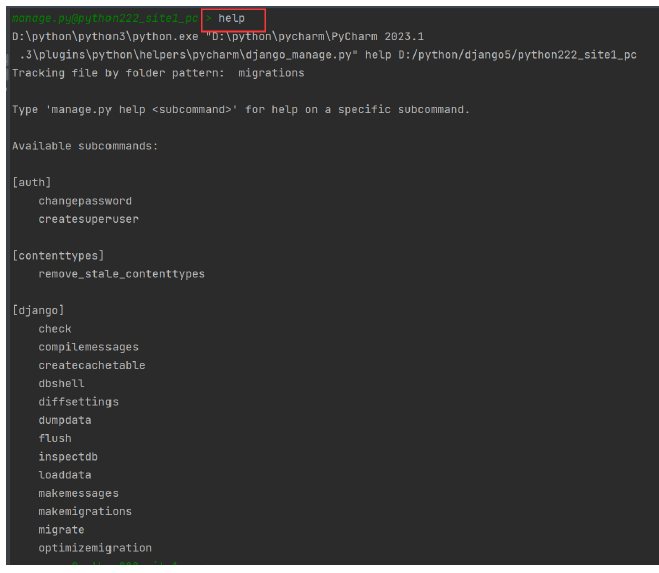 manage.py@python222_site1_pc > help
D:\python\python3\python.exe "D:\python\pycharm\PyCharm 2023.1
.3\plugins\python\helpers\pycharm\django_manage.py" help D:/python/django5/python222_site1_pc
Tracking file by folder pattern:  migrations
Type 'manage.py help <subcommand>' for help on a specific subcommand.
Available subcommands:
[auth]
changepassword
createsuperuser
[contenttypes]
remove_stale_contenttypes
[django]
check
compilemessages
createcachetable
dbshell
diffsettings
dumpdata
flush
inspectdb
loaddata
makemessages
makemigrations
migrate
optimizemigration